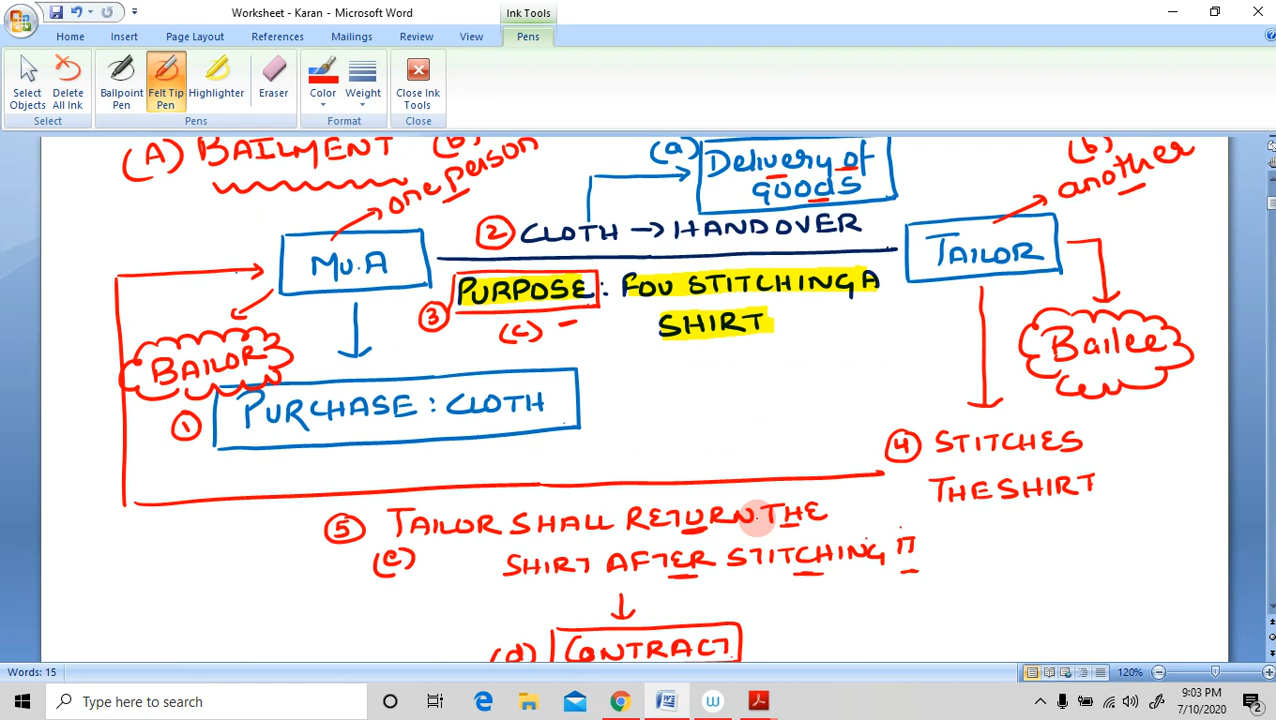 Worksheet - Karan - Microsoft Word
Ink Tools
Home Insert Page Layout References Mailings Review View Pens
Select Objects
Delete All Ink
Ballpoint Pen
Felt Tip Pen
Highlighter
Eraser
Color
Weight
Close Ink Tools
Select Pens Format Close
(A) BAILMENT
(b) one person
(a) Delivery of goods
(b) another
2 CLOTH → HANDOVER
Mr. A
TAILOR
3 PURPOSE : FOR STITCHING A
SHIRT
(c) -
BAILOR
Bailee
1 PURCHASE : CLOTH
4 STITCHES
THE SHIRT
5 TAILOR SHALL RETURN THE
(e) SHIRT AFTER STITCHING IT
(d) CONTRACT
Words: 15
120%
Type here to search
9:03 PM
7/10/2020
2